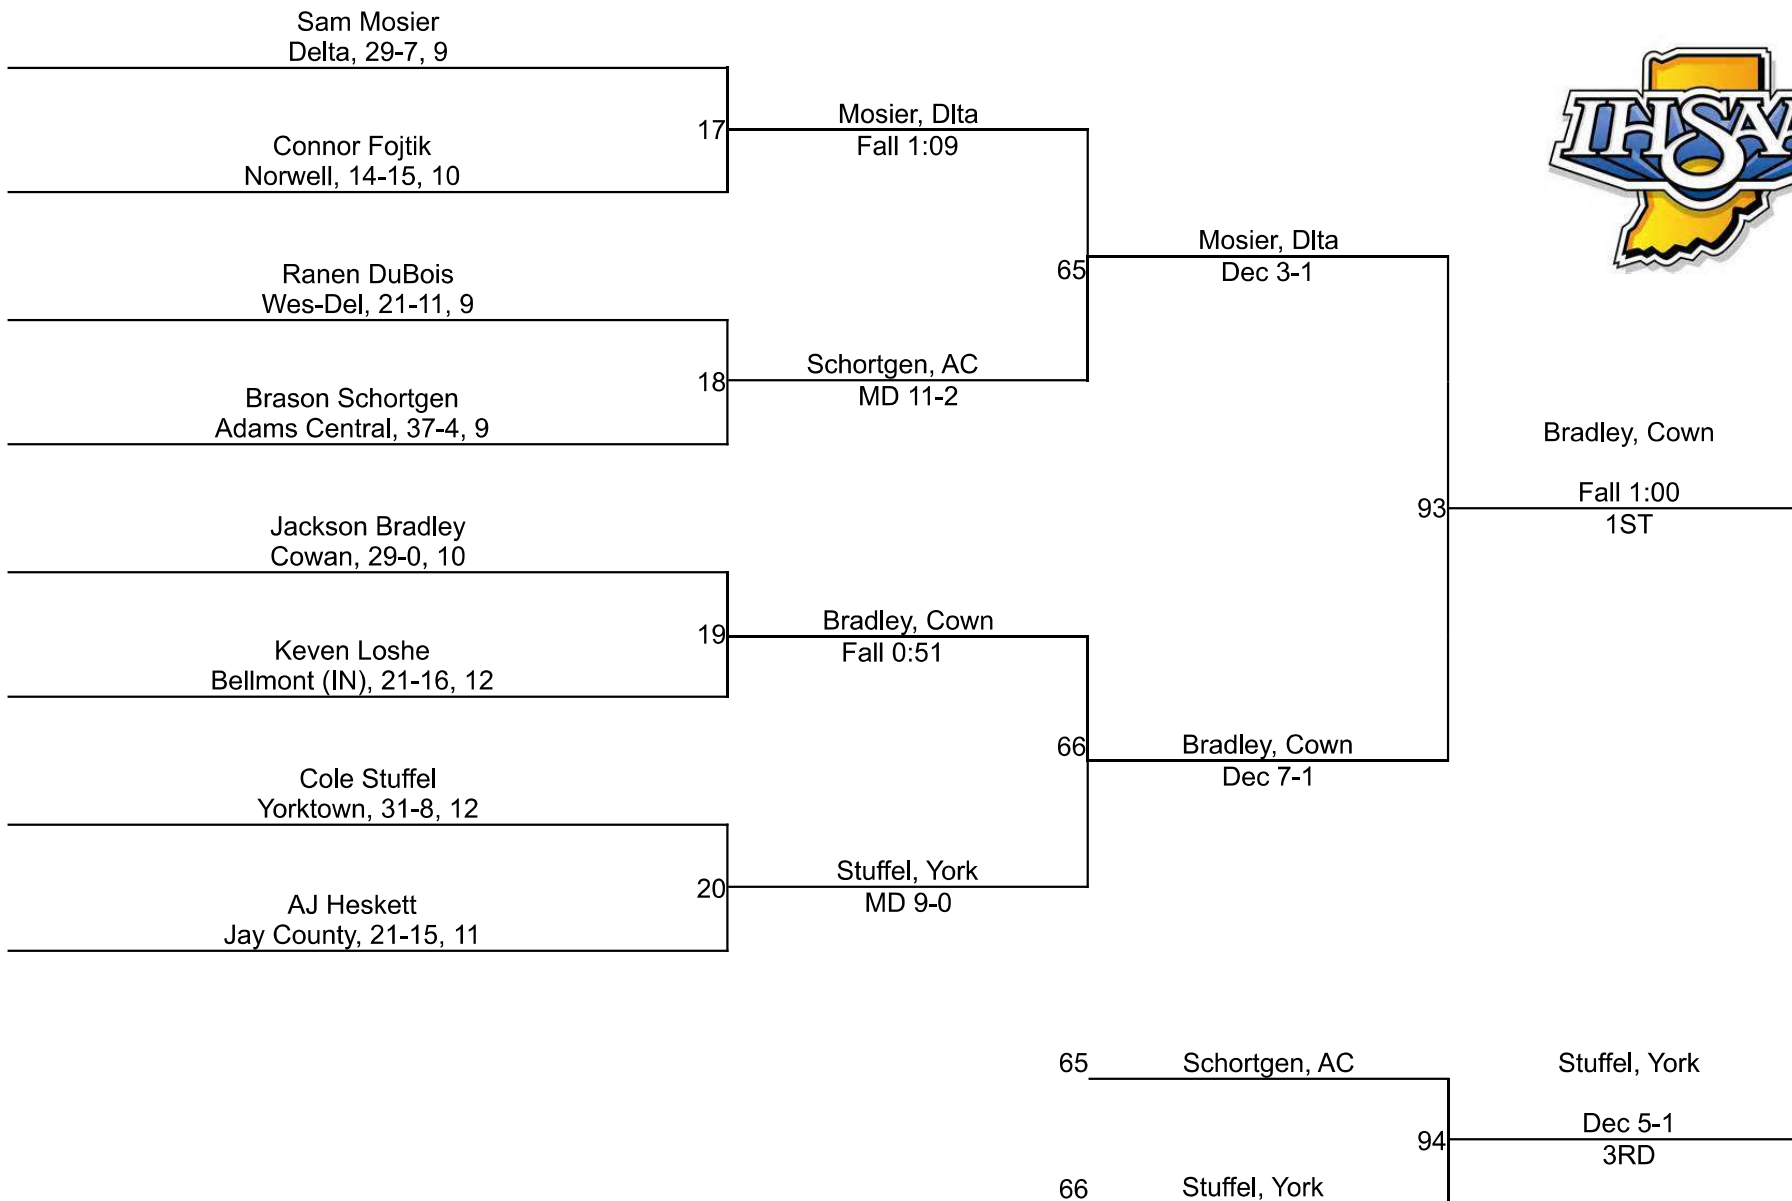 Sam Mosier
Delta, 29-7, 9
Connor Fojtik
Norwell, 14-15, 10
Ranen DuBois
Wes-Del, 21-11, 9
Brason Schortgen
Adams Central, 37-4, 9
Jackson Bradley
Cowan, 29-0, 10
Keven Loshe
Bellmont (IN), 21-16, 12
Cole Stuffel
Yorktown, 31-8, 12
AJ Heskett
Jay County, 21-15, 11
17
Mosier, Dlta
Fall 1:09
18
Schortgen, AC
MD 11-2
19
Bradley, Cown
Fall 0:51
20
Stuffel, York
MD 9-0
65
Mosier, Dlta
Dec 3-1
66
Bradley, Cown
Dec 7-1
IHSAA
93
Bradley, Cown
Fall 1:00
1ST
65
Schortgen, AC
66
Stuffel, York
94
Stuffel, York
Dec 5-1
3RD